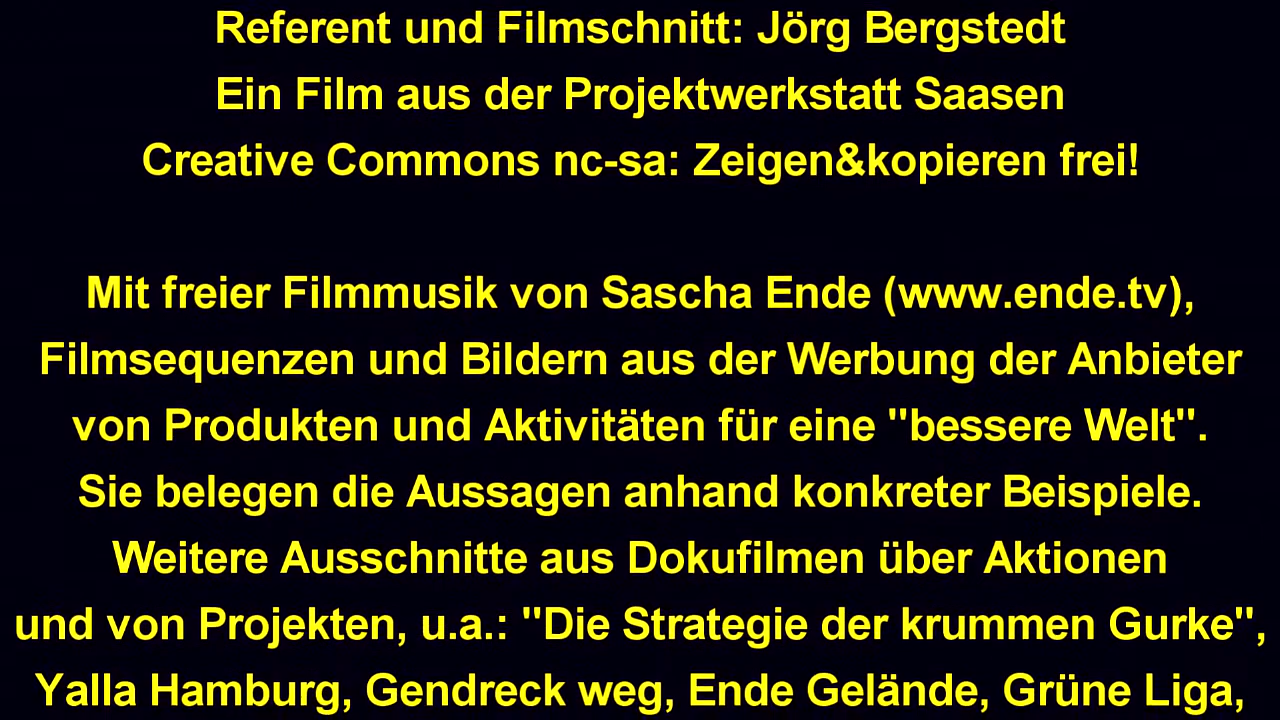 Referent und Filmschnitt: Jörg Bergstedt
Ein Film aus der Projektwerkstatt Saasen
Creative Commons nc-sa: Zeigen&kopieren frei!
Mit freier Filmmusik von Sascha Ende (www.ende.tv),
Filmsequenzen und Bildern aus der Werbung der Anbieter
von Produkten und Aktivitäten für eine "bessere Welt".
Sie belegen die Aussagen anhand konkreter Beispiele.
Weitere Ausschnitte aus Dokufilmen über Aktionen
und von Projekten, u.a.: "Die Strategie der krummen Gurke",
Yalla Hamburg, Gendreck weg, Ende Gelände, Grüne Liga,